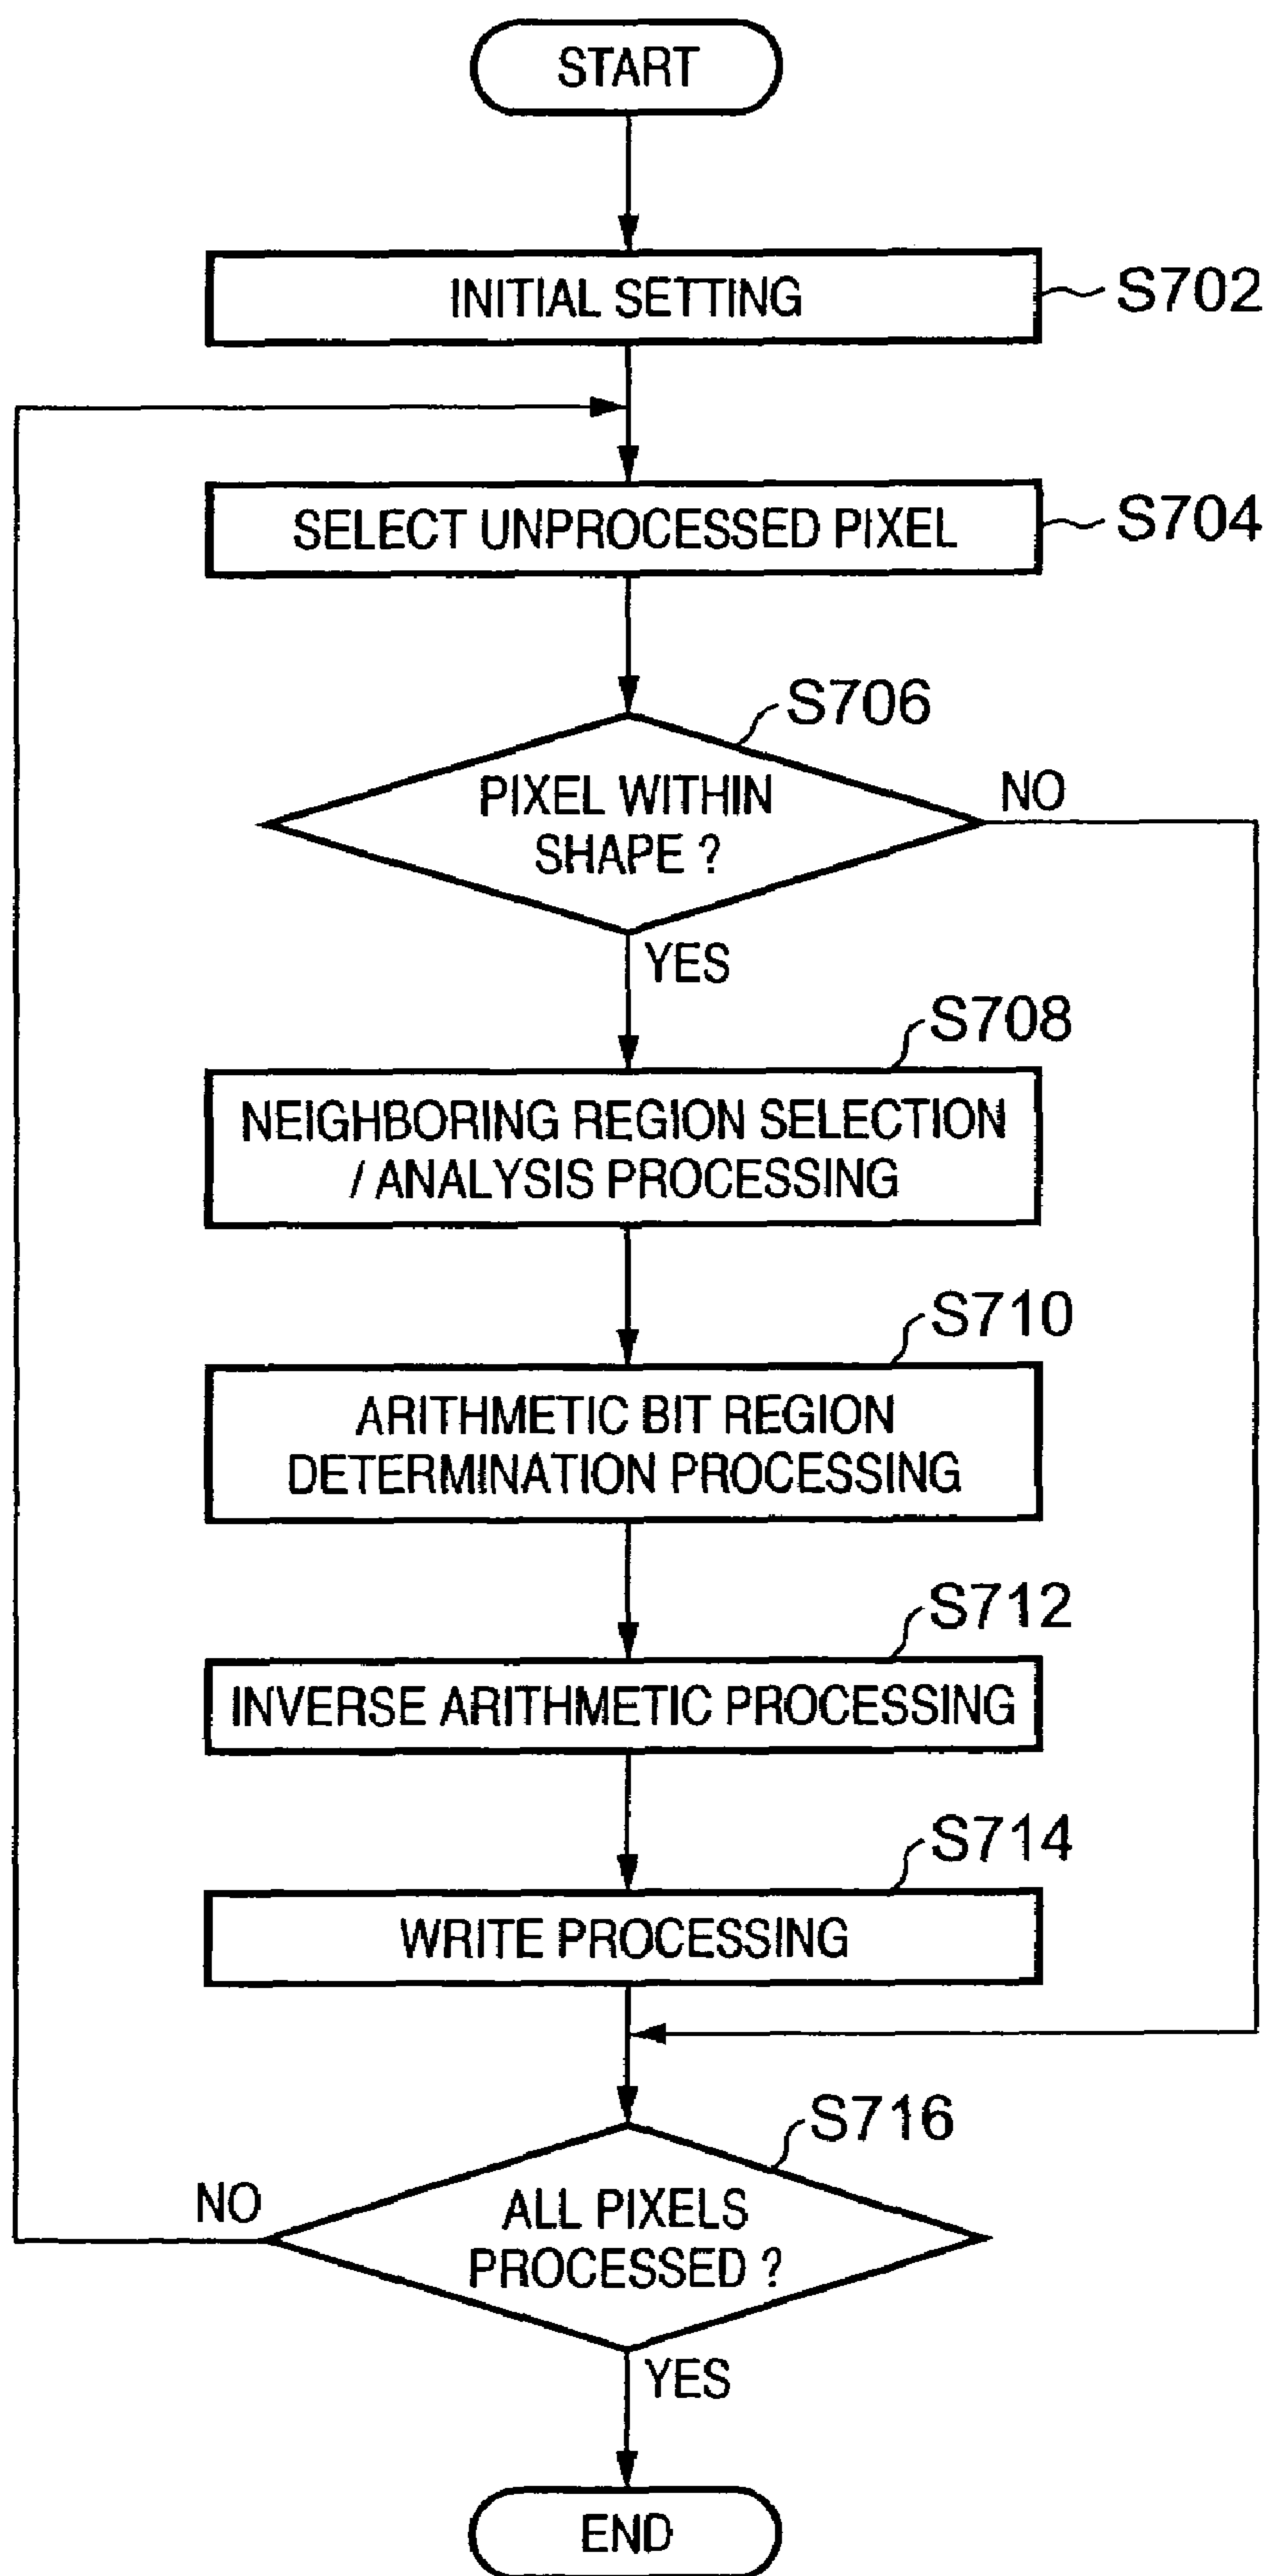 START
INITIAL SETTING
S702
SELECT UNPROCESSED PIXEL
S704
S706
PIXEL WITHIN
SHAPE ?
NO
YES
S708
NEIGHBORING REGION SELECTION
/ ANALYSIS PROCESSING
S710
ARITHMETIC BIT REGION
DETERMINATION PROCESSING
S712
INVERSE ARITHMETIC PROCESSING
S714
WRITE PROCESSING
S716
NO
ALL PIXELS
PROCESSED ?
YES
END